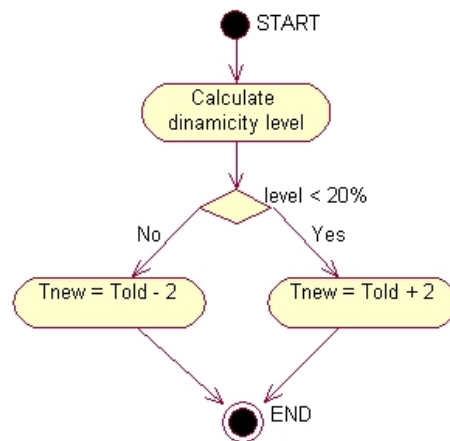 START
Calculate
dinamicity level
level < 20%
No
Yes
Tnew = Told - 2
Tnew = Told + 2
END